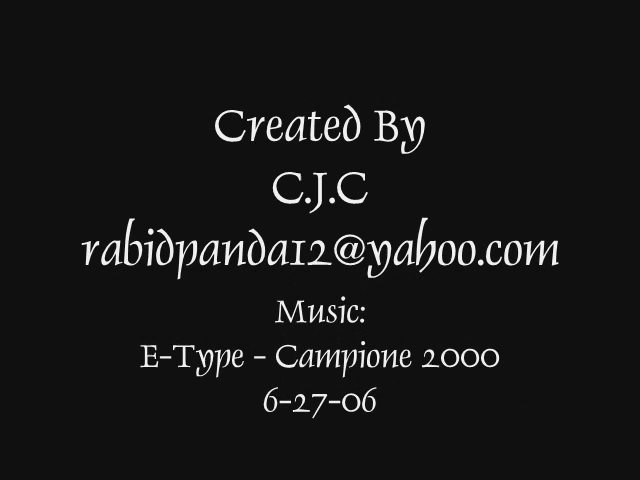 Created By
C.J.C
rabidpanda12@yahoo.com
Music:
E-Type - Campione 2000
6-27-06